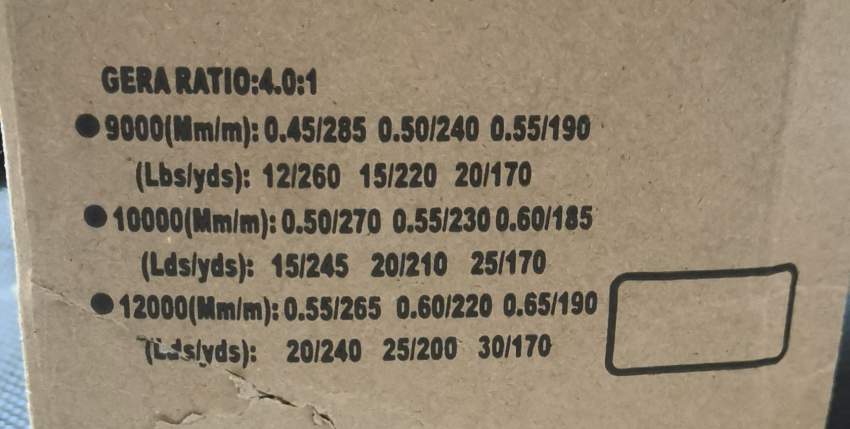 GERA RATIO:4.0:1
●9000(Mm/m): 0.45/285 0.50/240 0.55/190
(Lbs/yds): 12/260 15/220 20/170
●10000(Mm/m): 0.50/270 0.55/230 0.60/185
(Lds/yds): 15/245 20/210 25/170
●12000(Mm/m): 0.55/265 0.60/220 0.65/190
(Lds/yds): 20/240 25/200 30/170